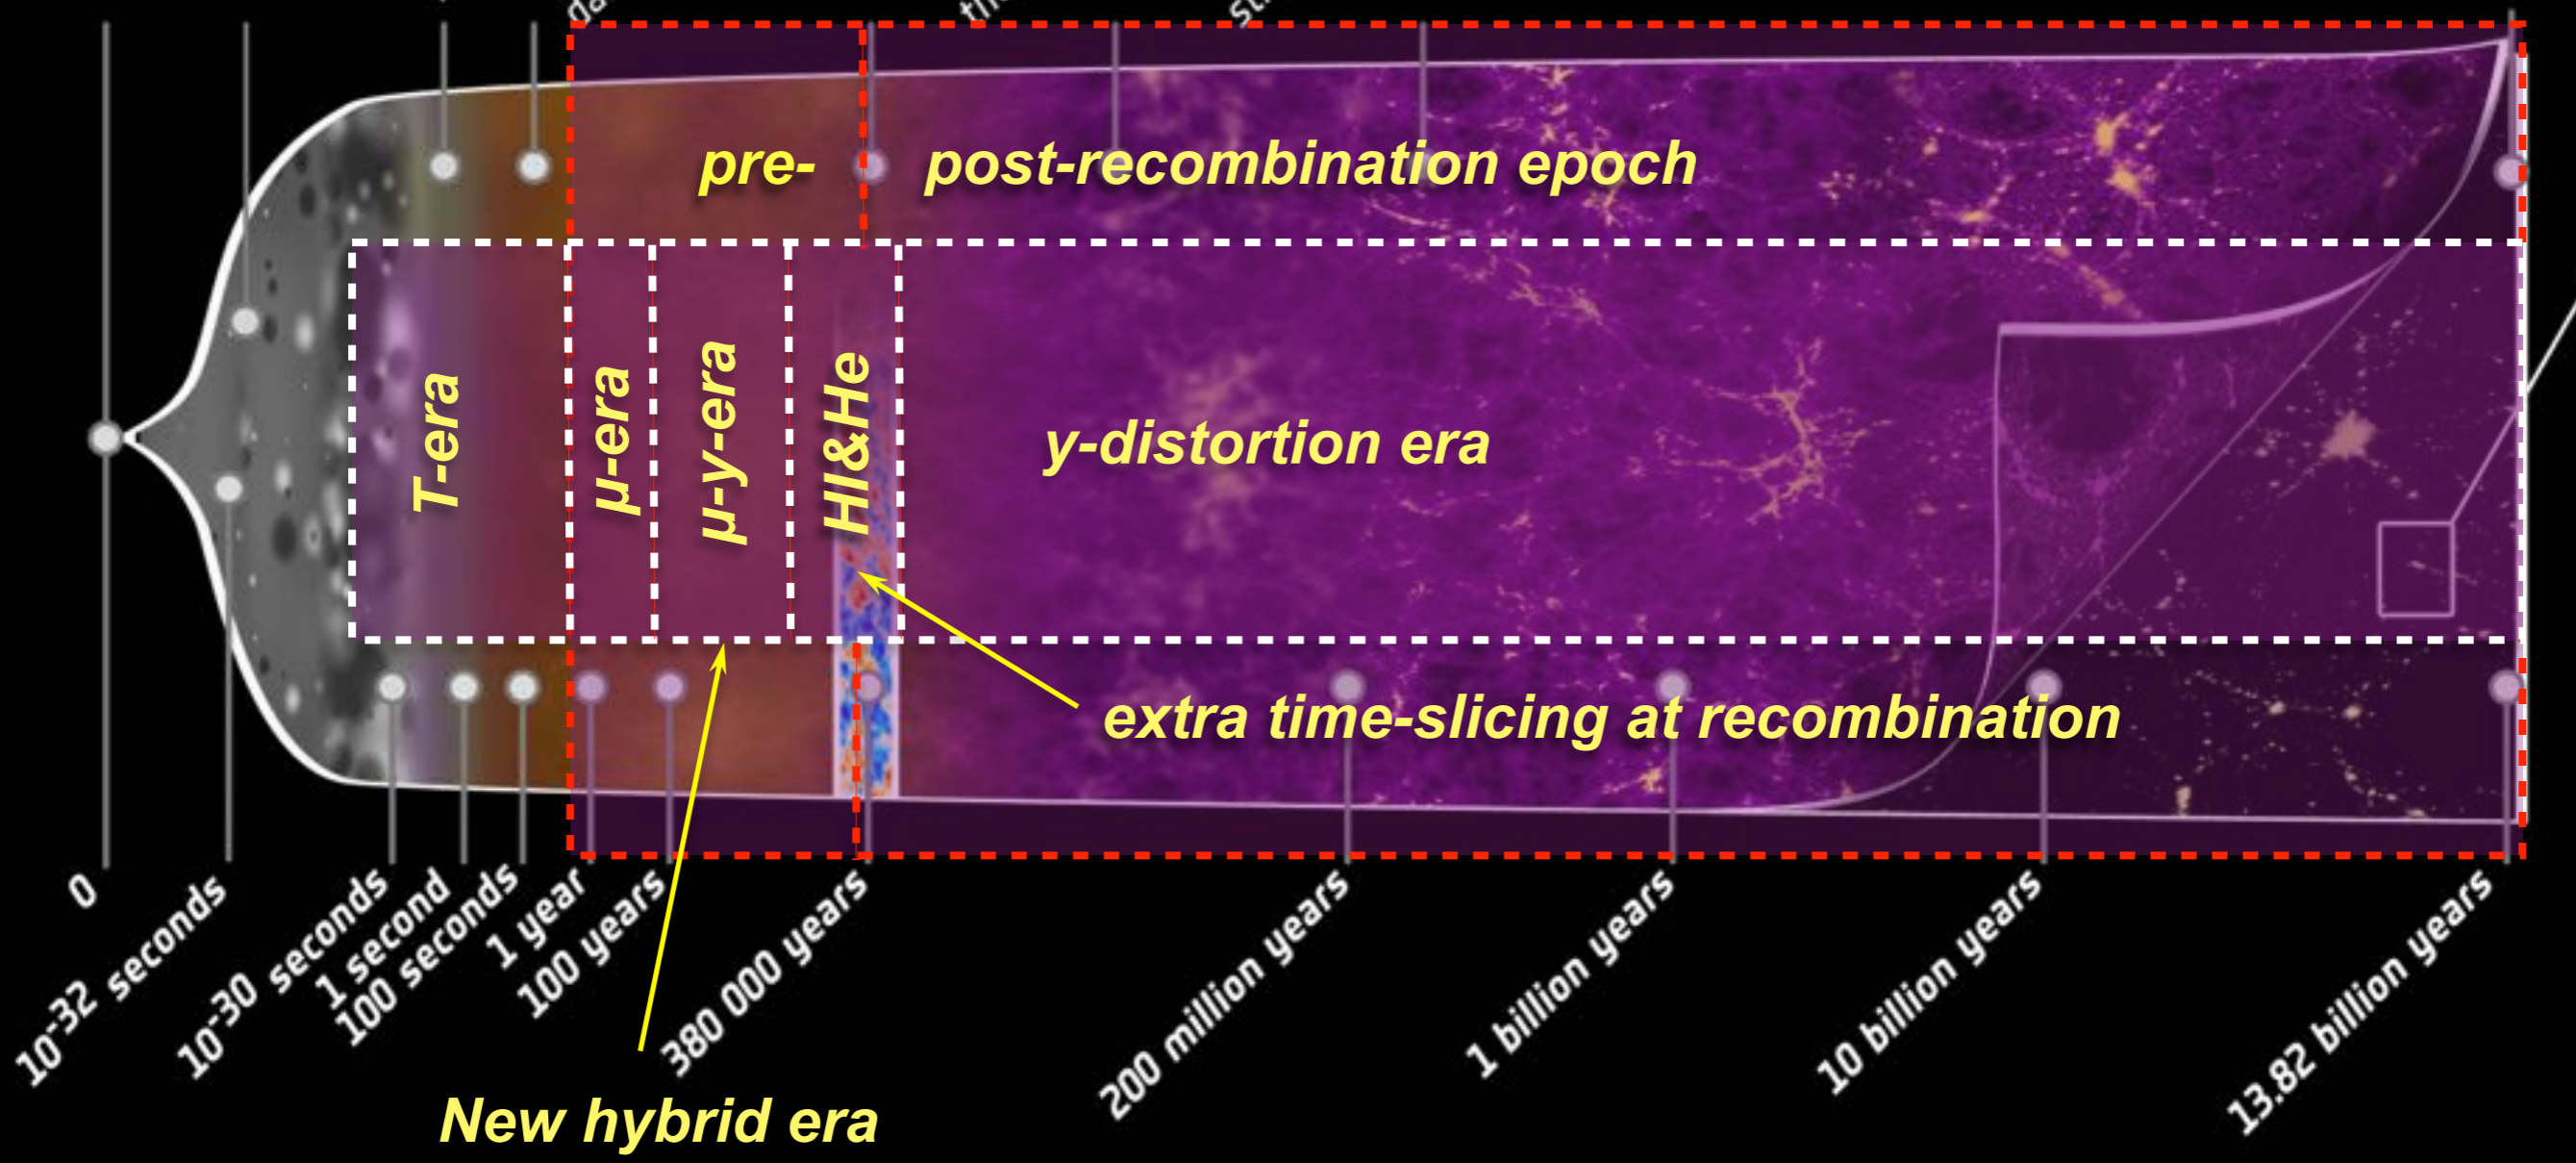 pre-
post-recombination epoch
T-era
μ-era
μ-y-era
HI&He
y-distortion era
extra time-slicing at recombination
0
10-32 seconds
10-30 seconds
1 second
100 seconds
1 year
100 years
380 000 years
200 million years
1 billion years
10 billion years
13.82 billion years
New hybrid era